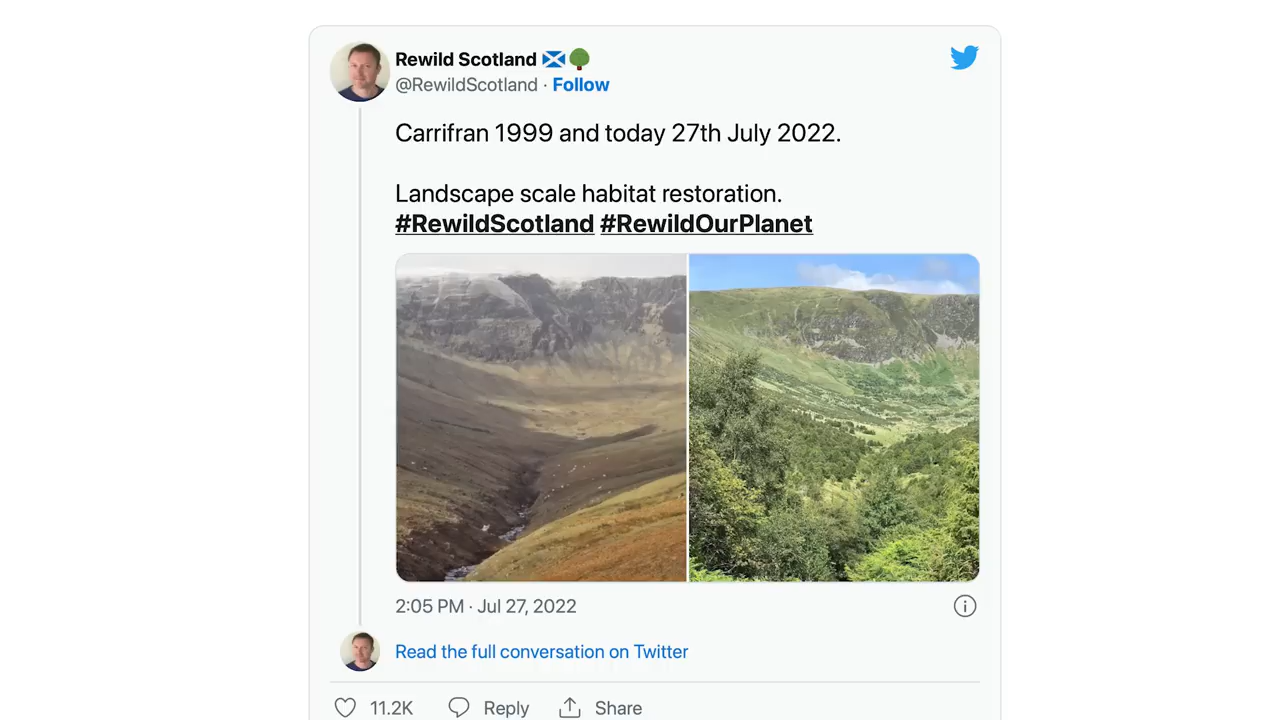 Rewild Scotland
@RewildScotland · Follow
Carrifran 1999 and today 27th July 2022.
Landscape scale habitat restoration.
#RewildScotland #RewildOurPlanet
2:05 PM · Jul 27, 2022
Read the full conversation on Twitter
11.2K Reply Share